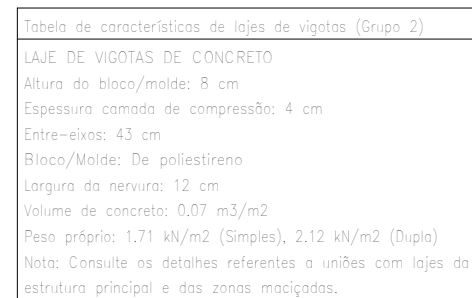 Tabela de características de lajes de vigotas (Grupo 2)
LAJE DE VIGOTAS DE CONCRETO
Altura do bloco/molde: 8 cm
Espessura camada de compressão: 4 cm
Entre-eixos: 43 cm
Bloco/Molde: De poliestireno
Largura da nervura: 12 cm
Volume de concreto: 0.07 m3/m2
Peso próprio: 1.71 kN/m2 (Simples), 2.12 kN/m2 (Dupla)
Nota: Consulte os detalhes referentes a uniões com lajes da
estrutura principal e das zonas maciçadas.